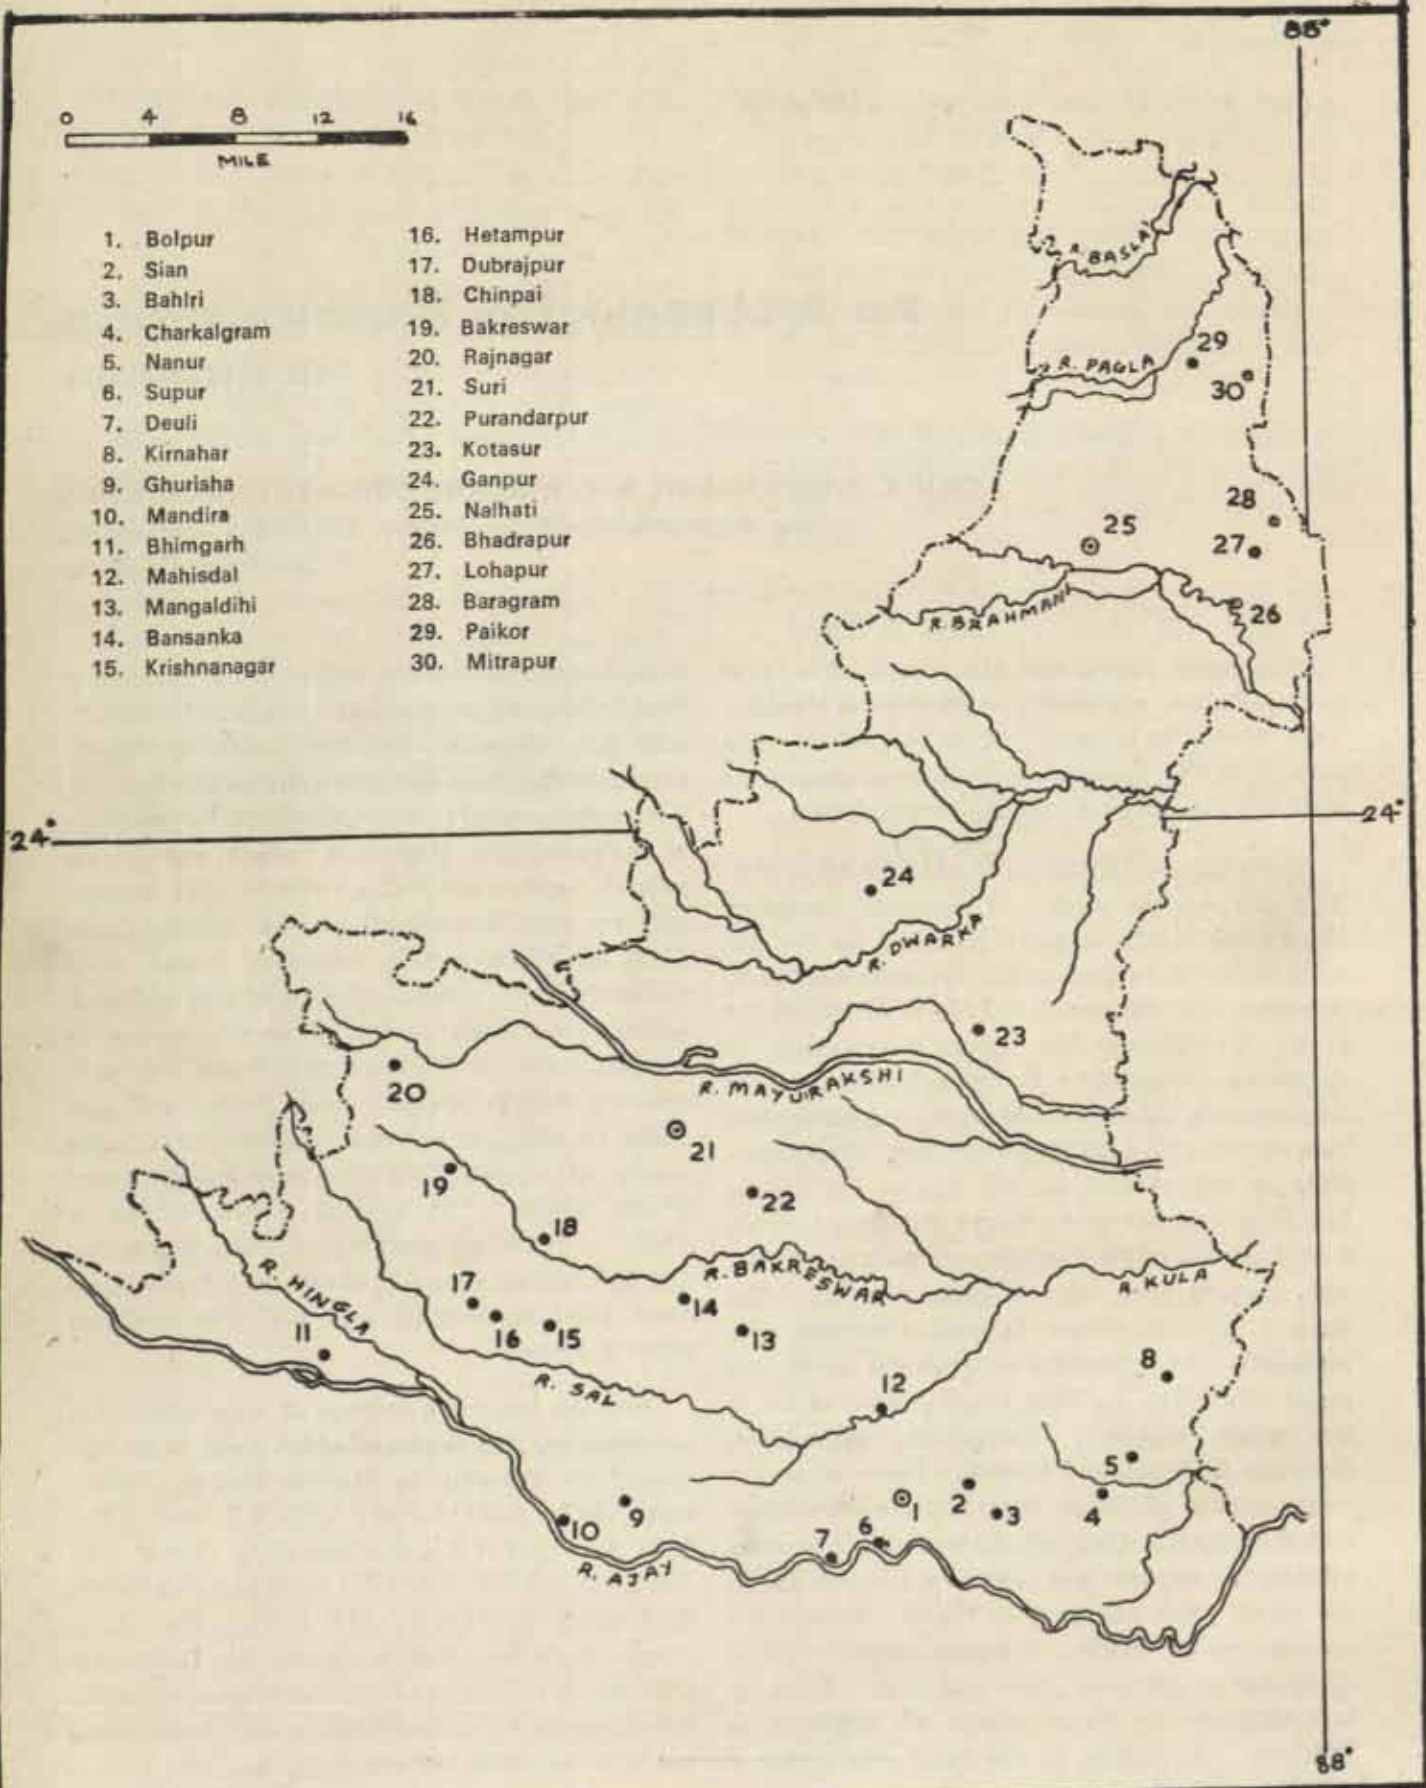 88°
0 4 8 12 16
MILE
1. Bolpur
2. Sian
3. Bahlri
4. Charkalgram
5. Nanur
6. Supur
7. Deuli
8. Kirnahar
9. Ghurisha
10. Mandira
11. Bhimgarh
12. Mahisdal
13. Mangaldihi
14. Bansanka
15. Krishnanagar
16. Hetampur
17. Dubrajpur
18. Chinpai
19. Bakreswar
20. Rajnagar
21. Suri
22. Purandarpur
23. Kotasur
24. Ganpur
25. Nalhati
26. Bhadrapur
27. Lohapur
28. Baragram
29. Paikor
30. Mitrapur
R. BASLAI
29
R. PAGLA
30
28
25
27
26
R. BRAHMANI
24°
24°
24
R. DWARKA
23
20
R. MAYURAKSHI
21
19
22
18
R. BAKRESWAR
R. KULA
R. HINGLA
17
14
11
16
15
13
8
R. SAL
12
5
2
1
3
4
9
10
6
7
R. AJAY
88°